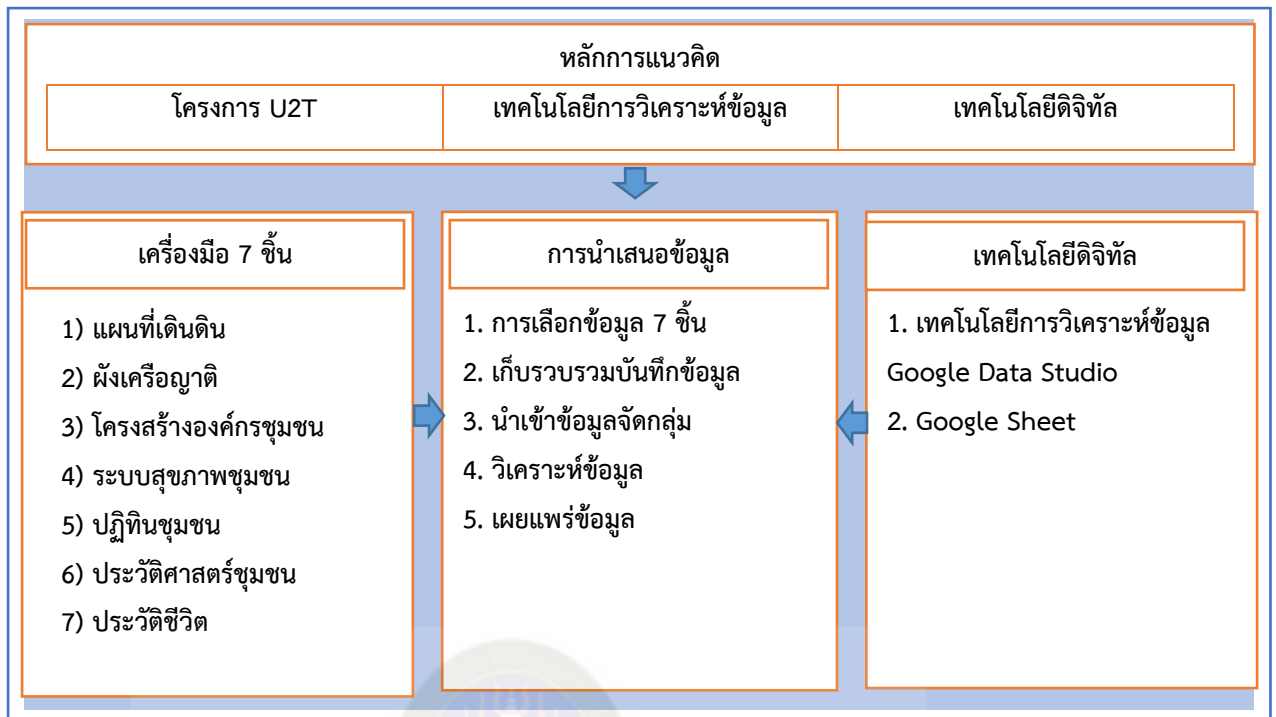 หลักการแนวคิด
โครงการ U2T
เทคโนโลยีการวิเคราะห์ข้อมูล
เทคโนโลยีดิจิทัล
เครื่องมือ 7 ชิ้น
1) แผนที่เดินดิน
2) ผังเครือญาติ
3) โครงสร้างองค์กรชุมชน
4) ระบบสุขภาพชุมชน
5) ปฏิทินชุมชน
6) ประวัติศาสตร์ชุมชน
7) ประวัติชีวิต
การนำเสนอข้อมูล
1. การเลือกข้อมูล 7 ชิ้น
2. เก็บรวบรวมบันทึกข้อมูล
3. นำเข้าข้อมูลจัดกลุ่ม
4. วิเคราะห์ข้อมูล
5. เผยแพร่ข้อมูล
เทคโนโลยีดิจิทัล
1. เทคโนโลยีการวิเคราะห์ข้อมูล
Google Data Studio
2. Google Sheet